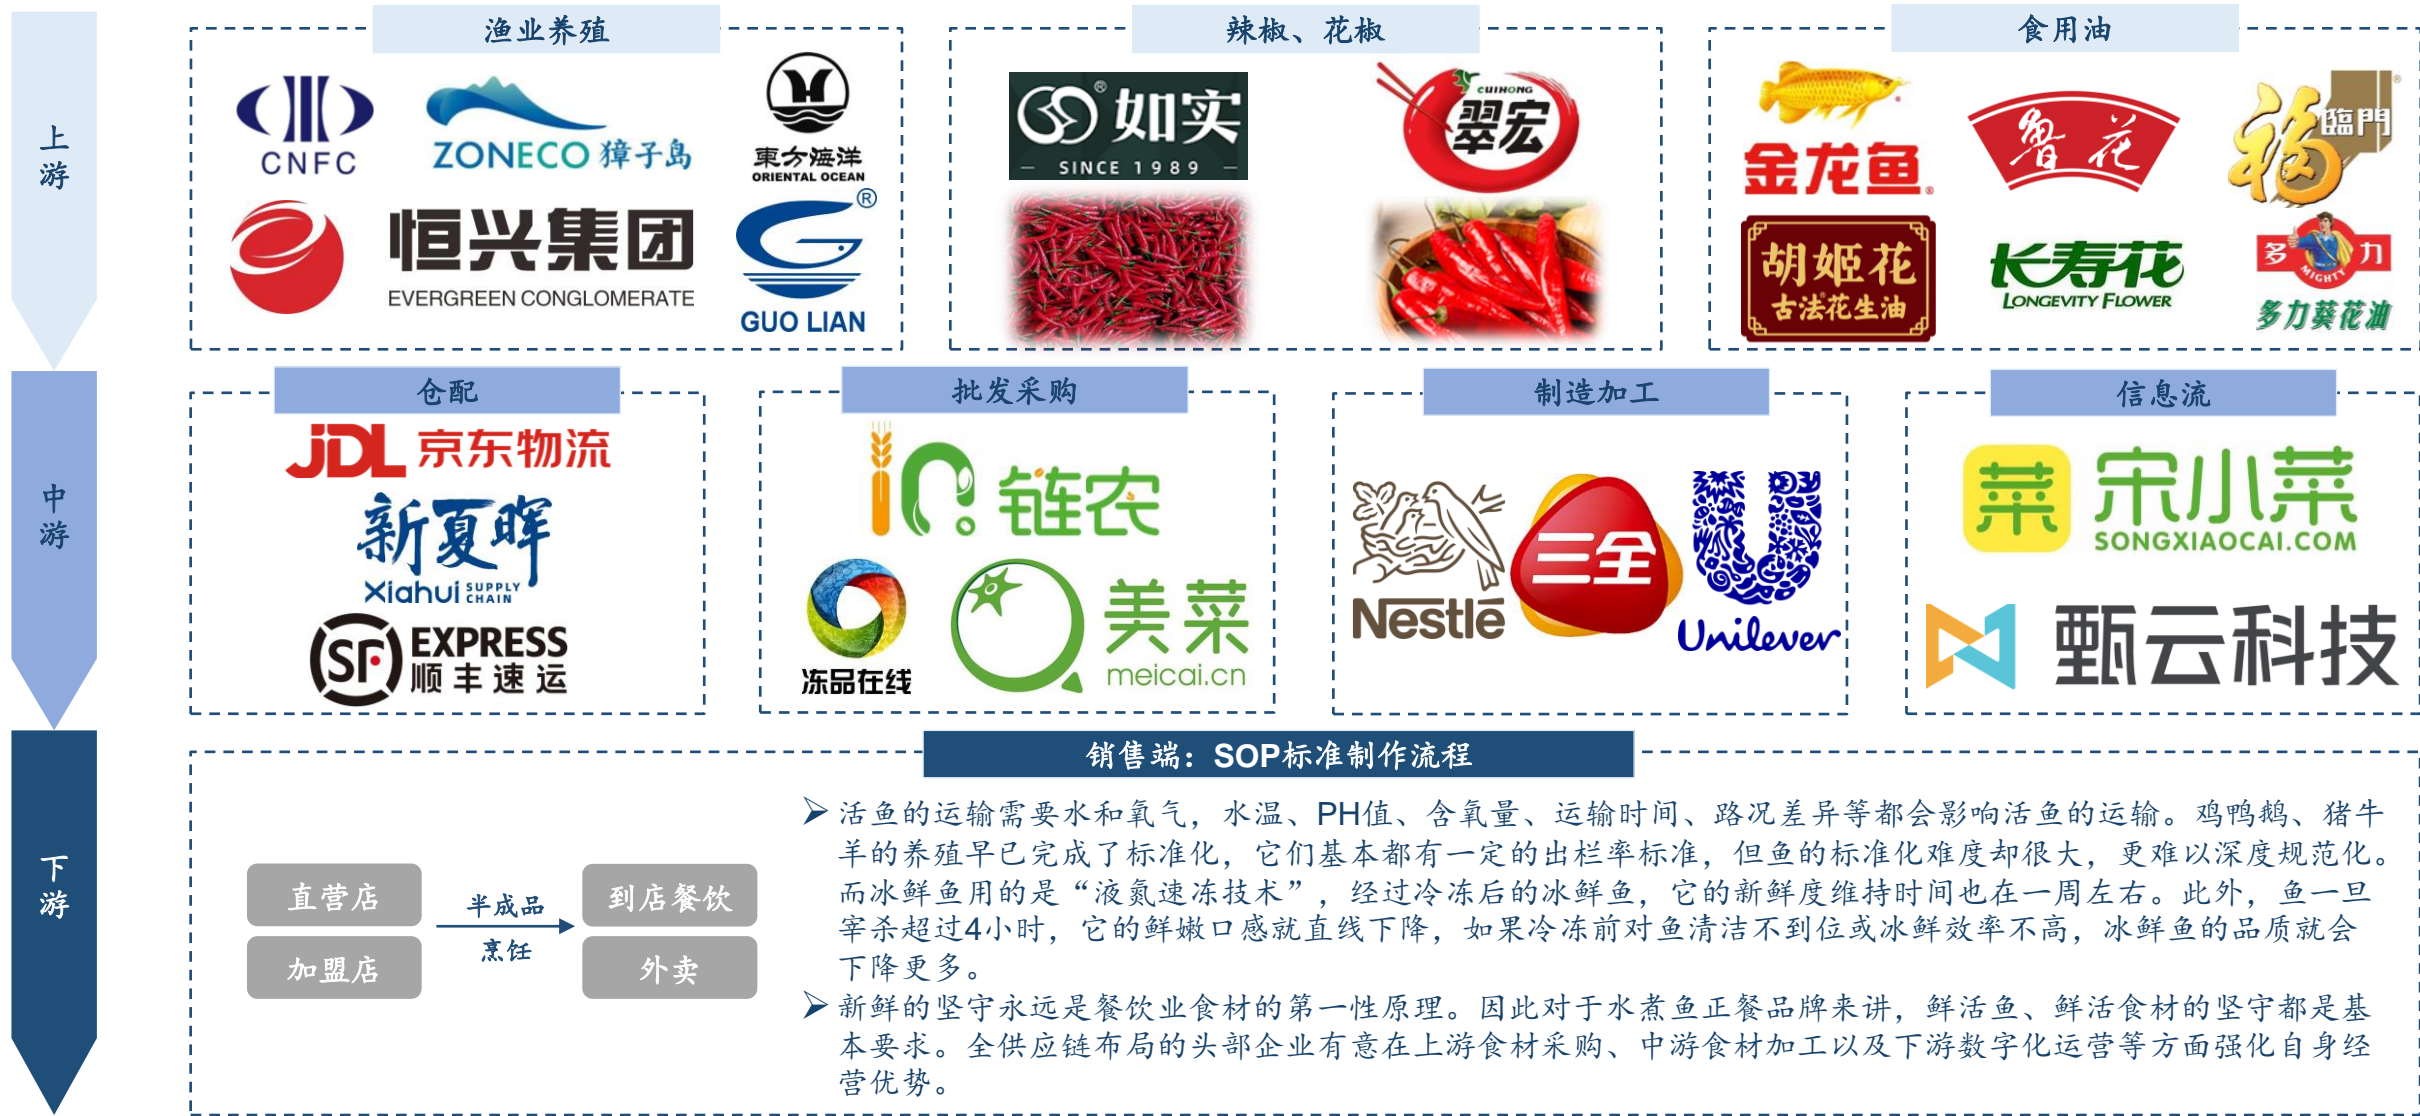 上游
渔业养殖
辣椒、花椒
食用油
CNFC
ZONECO 獐子岛
東方海洋
ORIENTAL OCEAN
恒兴集团
EVERGREEN CONGLOMERATE
®
GUO LIAN
®
如实
SINCE 1989
CUIHONG
翠宏
金龙鱼®
魯花
福臨門®
胡姬花
古法花生油
长寿花
LONGEVITY FLOWER
多力
MIGHTY
多力葵花油
中游
仓配
批发采购
制造加工
信息流
JDL 京东物流
新夏晖
Xiahui SUPPLY
CHAIN
SF EXPRESS
顺丰速运
链农
冻品在线
美菜
meicai.cn
Nestlé
三全
Unilever
菜 宋小菜
SONGXIAOCAI.COM
甄云科技
下游
销售端：SOP标准制作流程
直营店
加盟店
半成品
烹饪
到店餐饮
外卖
➢ 活鱼的运输需要水和氧气，水温、PH值、含氧量、运输时间、路况差异等都会影响活鱼的运输。鸡鸭鹅、猪牛
羊的养殖早已完成了标准化，它们基本都有一定的出栏率标准，但鱼的标准化难度却很大，更难以深度规范化。
而冰鲜鱼用的是“液氮速冻技术”，经过冷冻后的冰鲜鱼，它的新鲜度维持时间也在一周左右。此外，鱼一旦
宰杀超过4小时，它的鲜嫩口感就直线下降，如果冷冻前对鱼清洁不到位或冰鲜效率不高，冰鲜鱼的品质就会
下降更多。
➢ 新鲜的坚守永远是餐饮业食材的第一性原理。因此对于水煮鱼正餐品牌来讲，鲜活鱼、鲜活食材的坚守都是基
本要求。全供应链布局的头部企业有意在上游食材采购、中游食材加工以及下游数字化运营等方面强化自身经
营优势。